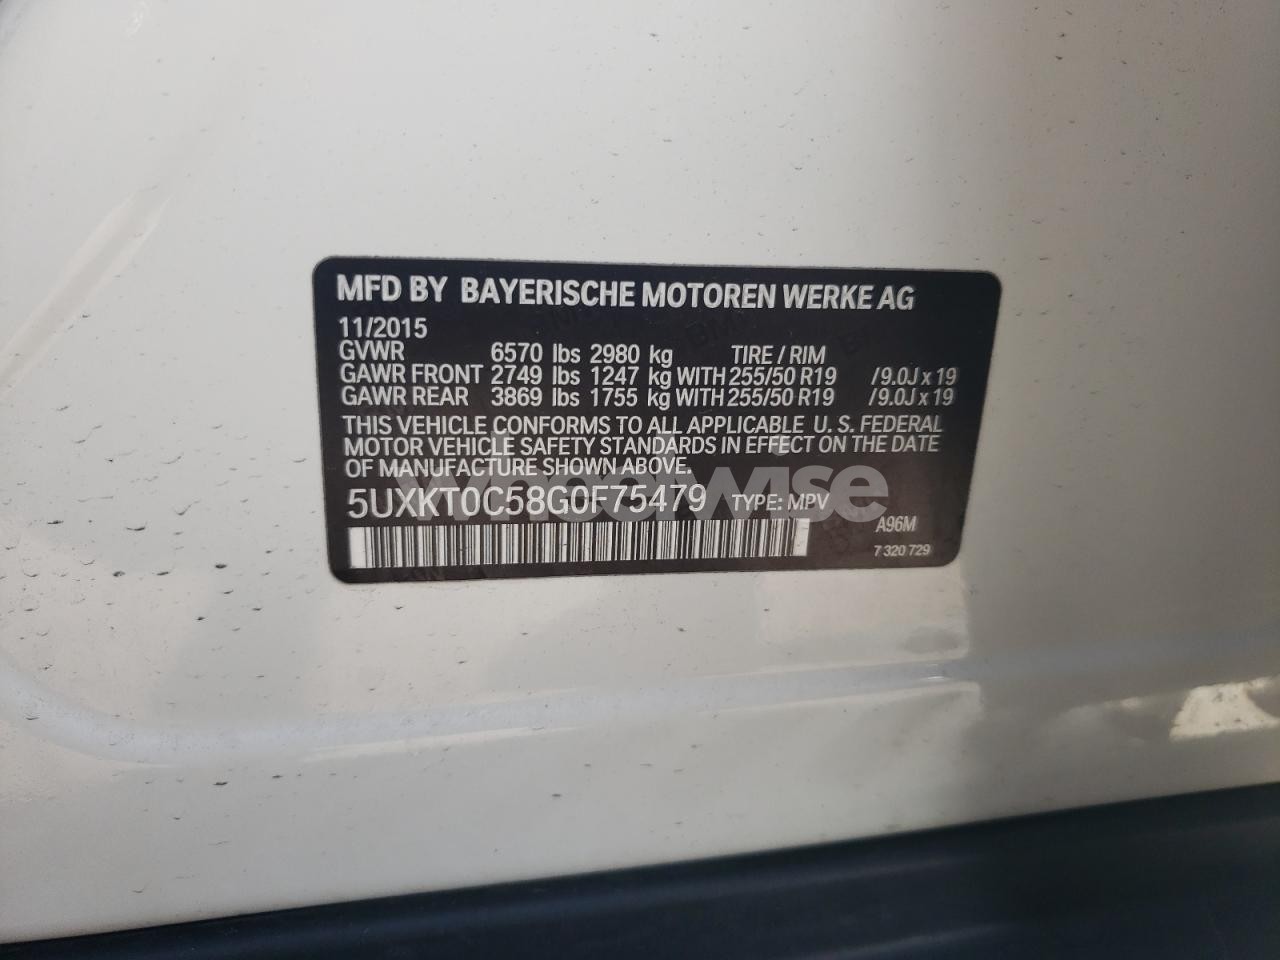 MFD BY BAYERISCHE MOTOREN WERKE AG
11/2015
GVWR 6570 lbs 2980 kg TIRE / RIM
GAWR FRONT 2749 lbs 1247 kg WITH 255/50 R19 /9.0J x 19
GAWR REAR 3869 lbs 1755 kg WITH 255/50 R19 /9.0J x 19
THIS VEHICLE CONFORMS TO ALL APPLICABLE U. S. FEDERAL
MOTOR VEHICLE SAFETY STANDARDS IN EFFECT ON THE DATE
OF MANUFACTURE SHOWN ABOVE.
wheelwise
5UXKT0C58G0F75479 TYPE: MPV
A96M
7 320 729